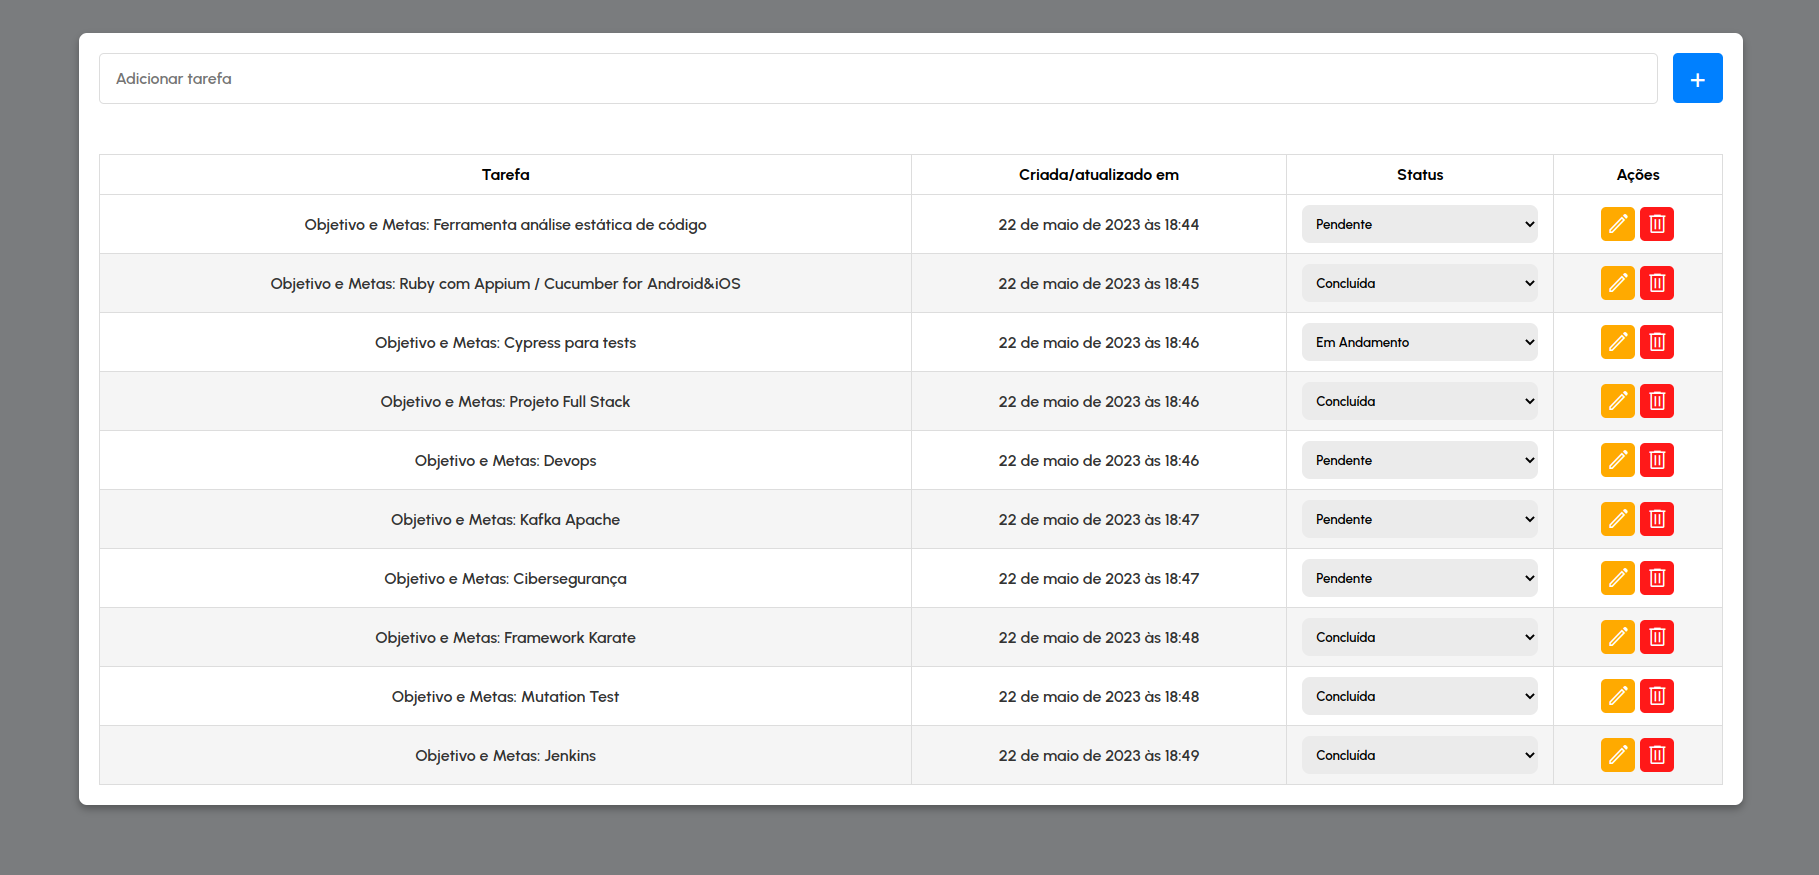 Adicionar tarefa
+
Tarefa Criada/atualizado em Status Ações
Objetivo e Metas: Ferramenta análise estática de código 22 de maio de 2023 às 18:44 Pendente
Objetivo e Metas: Ruby com Appium / Cucumber for Android&iOS 22 de maio de 2023 às 18:45 Concluída
Objetivo e Metas: Cypress para tests 22 de maio de 2023 às 18:46 Em Andamento
Objetivo e Metas: Projeto Full Stack 22 de maio de 2023 às 18:46 Concluída
Objetivo e Metas: Devops 22 de maio de 2023 às 18:46 Pendente
Objetivo e Metas: Kafka Apache 22 de maio de 2023 às 18:47 Pendente
Objetivo e Metas: Cibersegurança 22 de maio de 2023 às 18:47 Pendente
Objetivo e Metas: Framework Karate 22 de maio de 2023 às 18:48 Concluída
Objetivo e Metas: Mutation Test 22 de maio de 2023 às 18:48 Concluída
Objetivo e Metas: Jenkins 22 de maio de 2023 às 18:49 Concluída